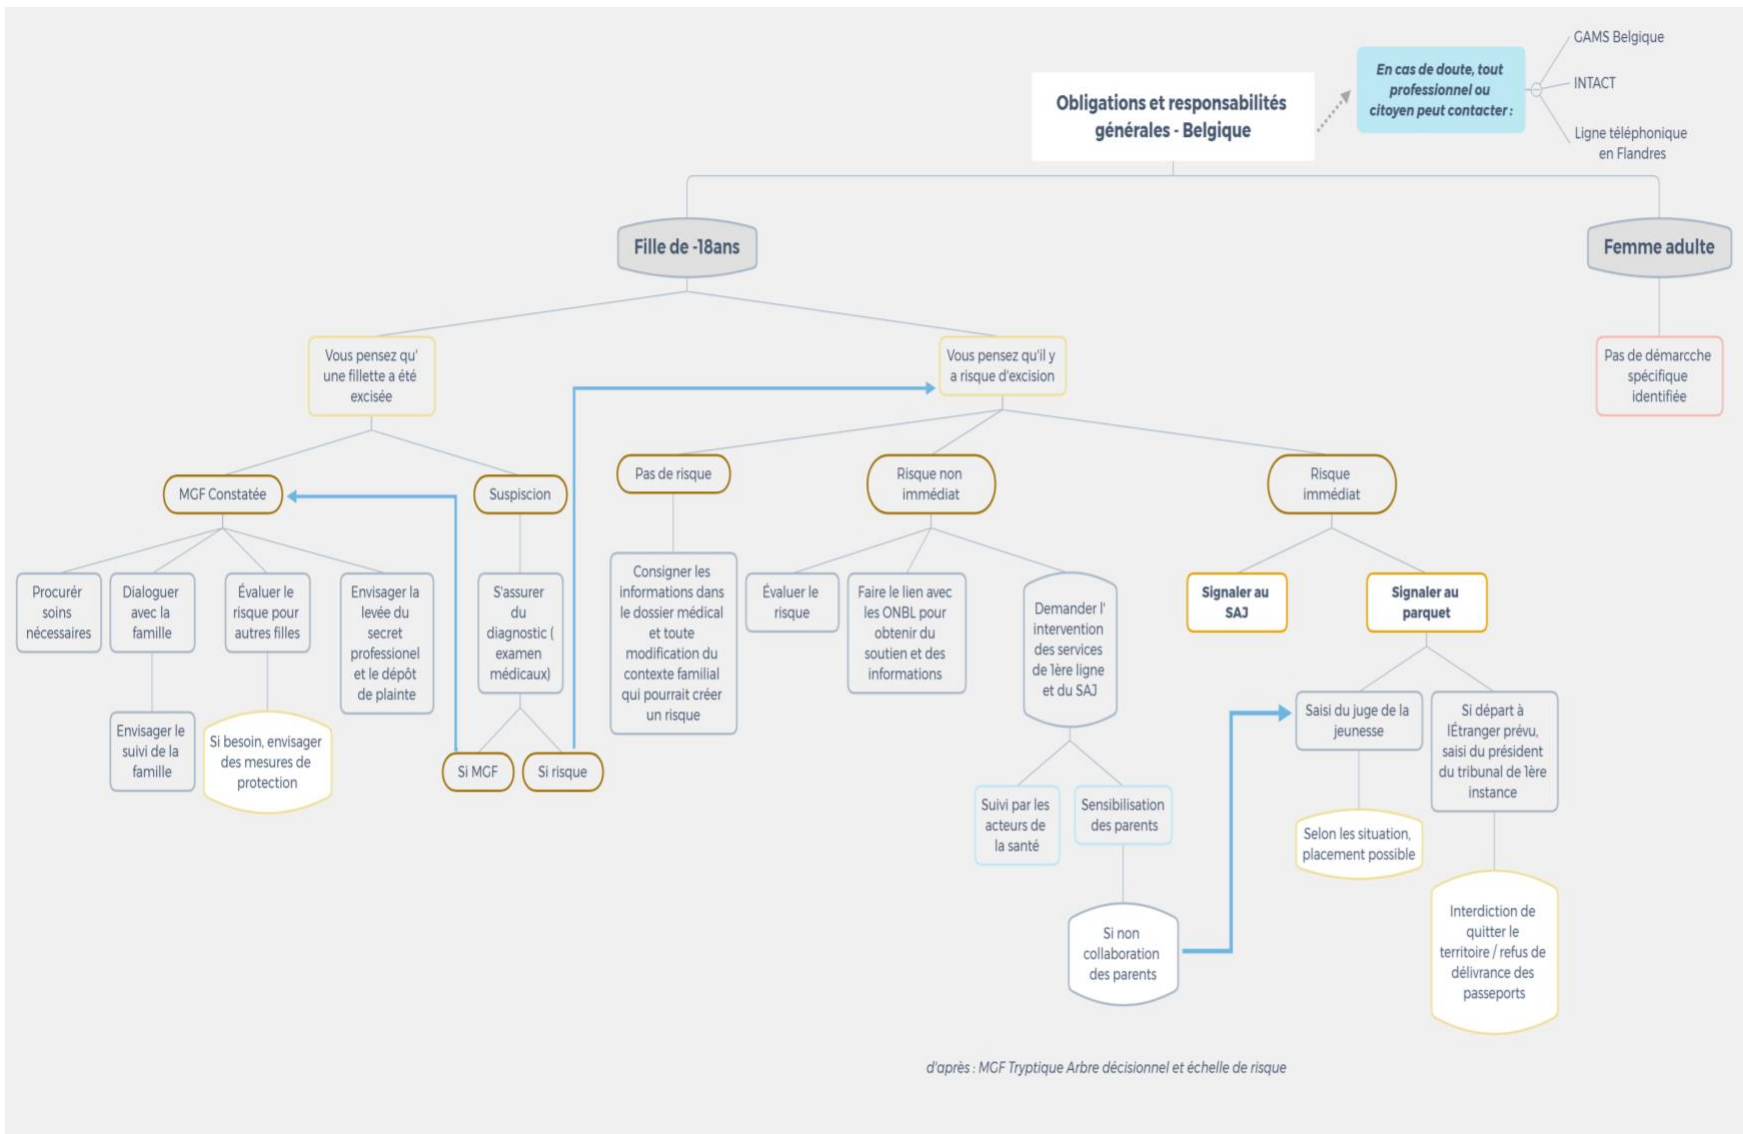 GAMS Belgique
En cas de doute, tout
professionnel ou
citoyen peut contacter :
INTACT
Ligne téléphonique
en Flandres
Obligations et responsabilités
générales - Belgique
Fille de -18ans
Femme adulte
Vous pensez qu'
une fillette a été
excisée
Vous pensez qu'il y
a risque d'excision
Pas de démarcche
spécifique
identifiée
MGF Constatée
Suspiscion
Pas de risque
Risque non
immédiat
Risque
immédiat
Procurér
soins
nécessaires
Dialoguer
avec la
famille
Évaluer le
risque pour
autres filles
Envisager la
levée du
secret
professionel
et le dépôt
de plainte
S'assurer
du
diagnostic (
examen
médicaux)
Consigner les
informations dans
le dossier médical
et toute
modification du
contexte familial
qui pourrait créer
un risque
Évaluer le
risque
Faire le lien avec
les ONBL pour
obtenir du
soutien et des
informations
Demander l'
intervention
des services
de 1ère ligne
et du SAJ
Signaler au
SAJ
Signaler au
parquet
Envisager le
suivi de la
famille
Si besoin, envisager
des mesures de
protection
Si MGF
Si risque
Suivi par les
acteurs de
la santé
Sensibilisation
des parents
Saisi du juge de la
jeunesse
Si départ à
lÉtranger prévu,
saisi du président
du tribunal de 1ère
instance
Selon les situation,
placement possible
Si non
collaboration
des parents
Interdiction de
quitter le
territoire / refus de
délivrance des
passeports
d'après : MGF Tryptique Arbre décisionnel et échelle de risque